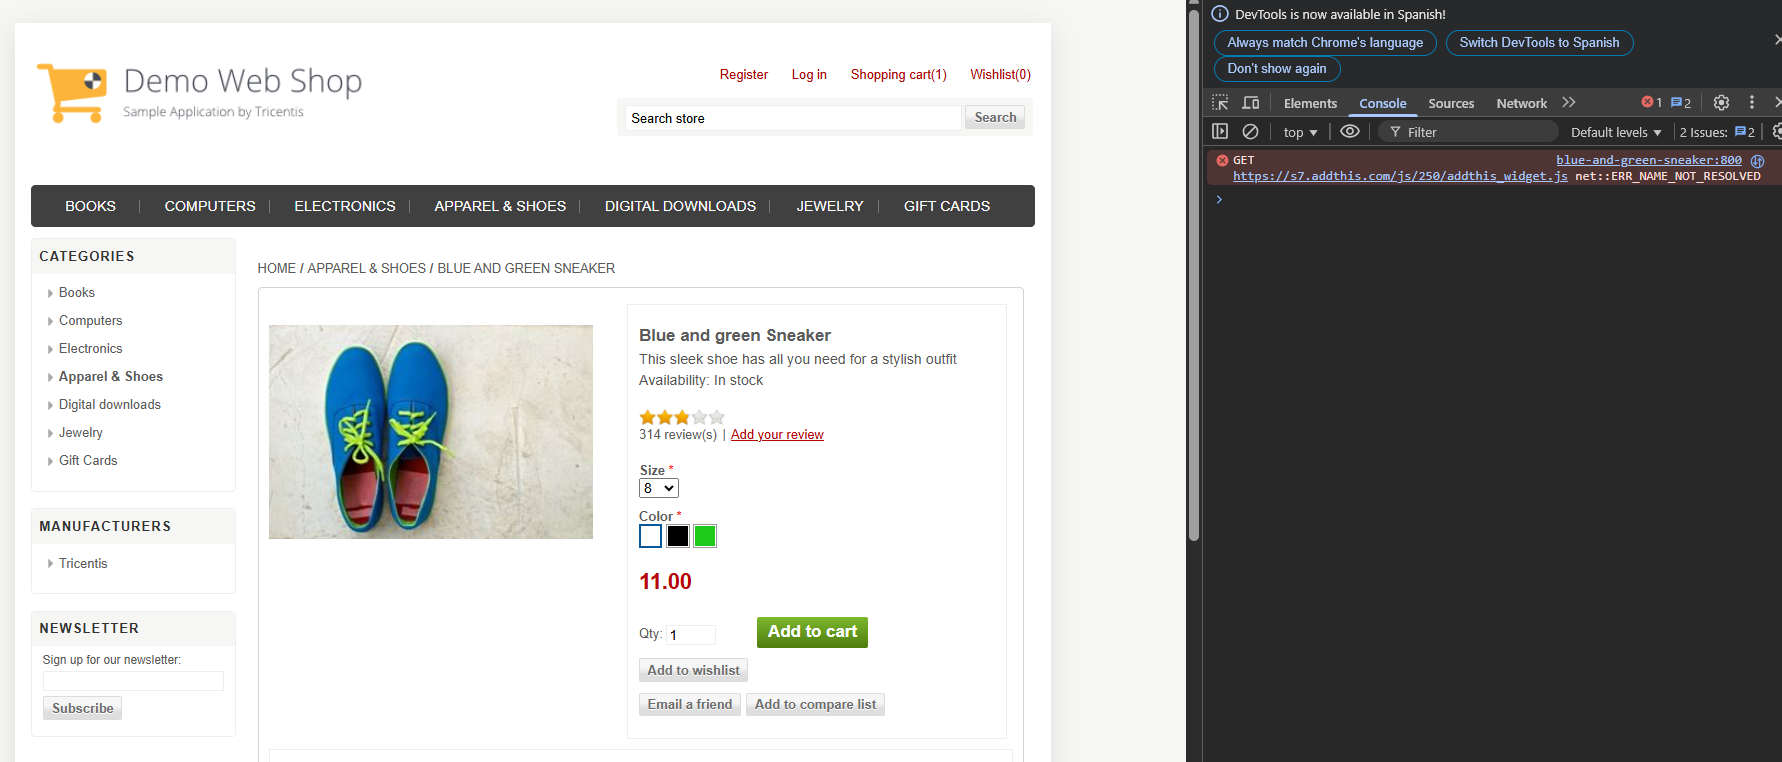 Demo Web Shop
Sample Application by Tricentis
Register Log in Shopping cart(1) Wishlist(0)
Search store Search
BOOKS COMPUTERS ELECTRONICS APPAREL & SHOES DIGITAL DOWNLOADS JEWELRY GIFT CARDS
CATEGORIES
Books
Computers
Electronics
Apparel & Shoes
Digital downloads
Jewelry
Gift Cards
MANUFACTURERS
Tricentis
NEWSLETTER
Sign up for our newsletter:
Subscribe
HOME / APPAREL & SHOES / BLUE AND GREEN SNEAKER
Blue and green Sneaker
This sleek shoe has all you need for a stylish outfit
Availability: In stock
314 review(s) | Add your review
Size *
8
Color *
11.00
Qty: 1 Add to cart
Add to wishlist
Email a friend Add to compare list
DevTools is now available in Spanish!
Always match Chrome's language Switch DevTools to Spanish
Don't show again
Elements Console Sources Network 1 2
top Filter Default levels 2 Issues: 2
GET blue-and-green-sneaker:800
https://s7.addthis.com/js/250/addthis_widget.js net::ERR_NAME_NOT_RESOLVED